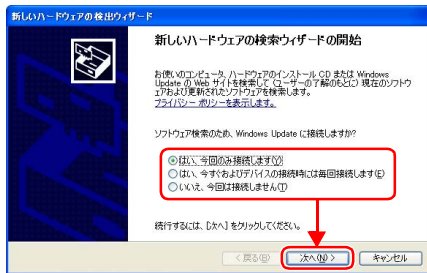 新しいハードウェアの検出ウィザード
新しいハードウェアの検索ウィザードの開始
お使いのコンピュータ、ハードウェアのインストール CD または Windows
Update の Web サイトを検索して (ユーザーの了解のもとに) 現在のソフトウ
ェアおよび更新されたソフトウェアを検索します。
プライバシー ポリシーを表示します。
ソフトウェア検索のため、Windows Update に接続しますか?
はい、今回のみ接続します(Y)
はい、今すぐおよびデバイスの接続時には毎回接続します(E)
いいえ、今回は接続しません(T)
続行するには、[次へ] をクリックしてください。
< 戻る(B)
次へ(N) >
キャンセル